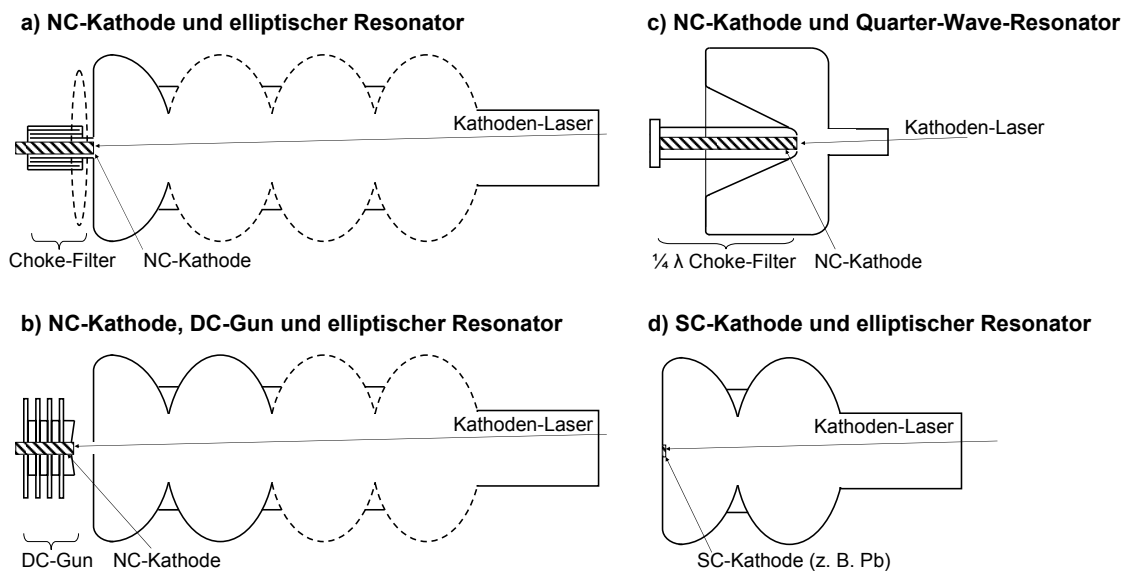 a) NC-Kathode und elliptischer Resonator
Kathoden-Laser
Choke-Filter
NC-Kathode
c) NC-Kathode und Quarter-Wave-Resonator
Kathoden-Laser
¼ λ Choke-Filter
NC-Kathode
b) NC-Kathode, DC-Gun und elliptischer Resonator
Kathoden-Laser
DC-Gun
NC-Kathode
d) SC-Kathode und elliptischer Resonator
Kathoden-Laser
SC-Kathode (z. B. Pb)